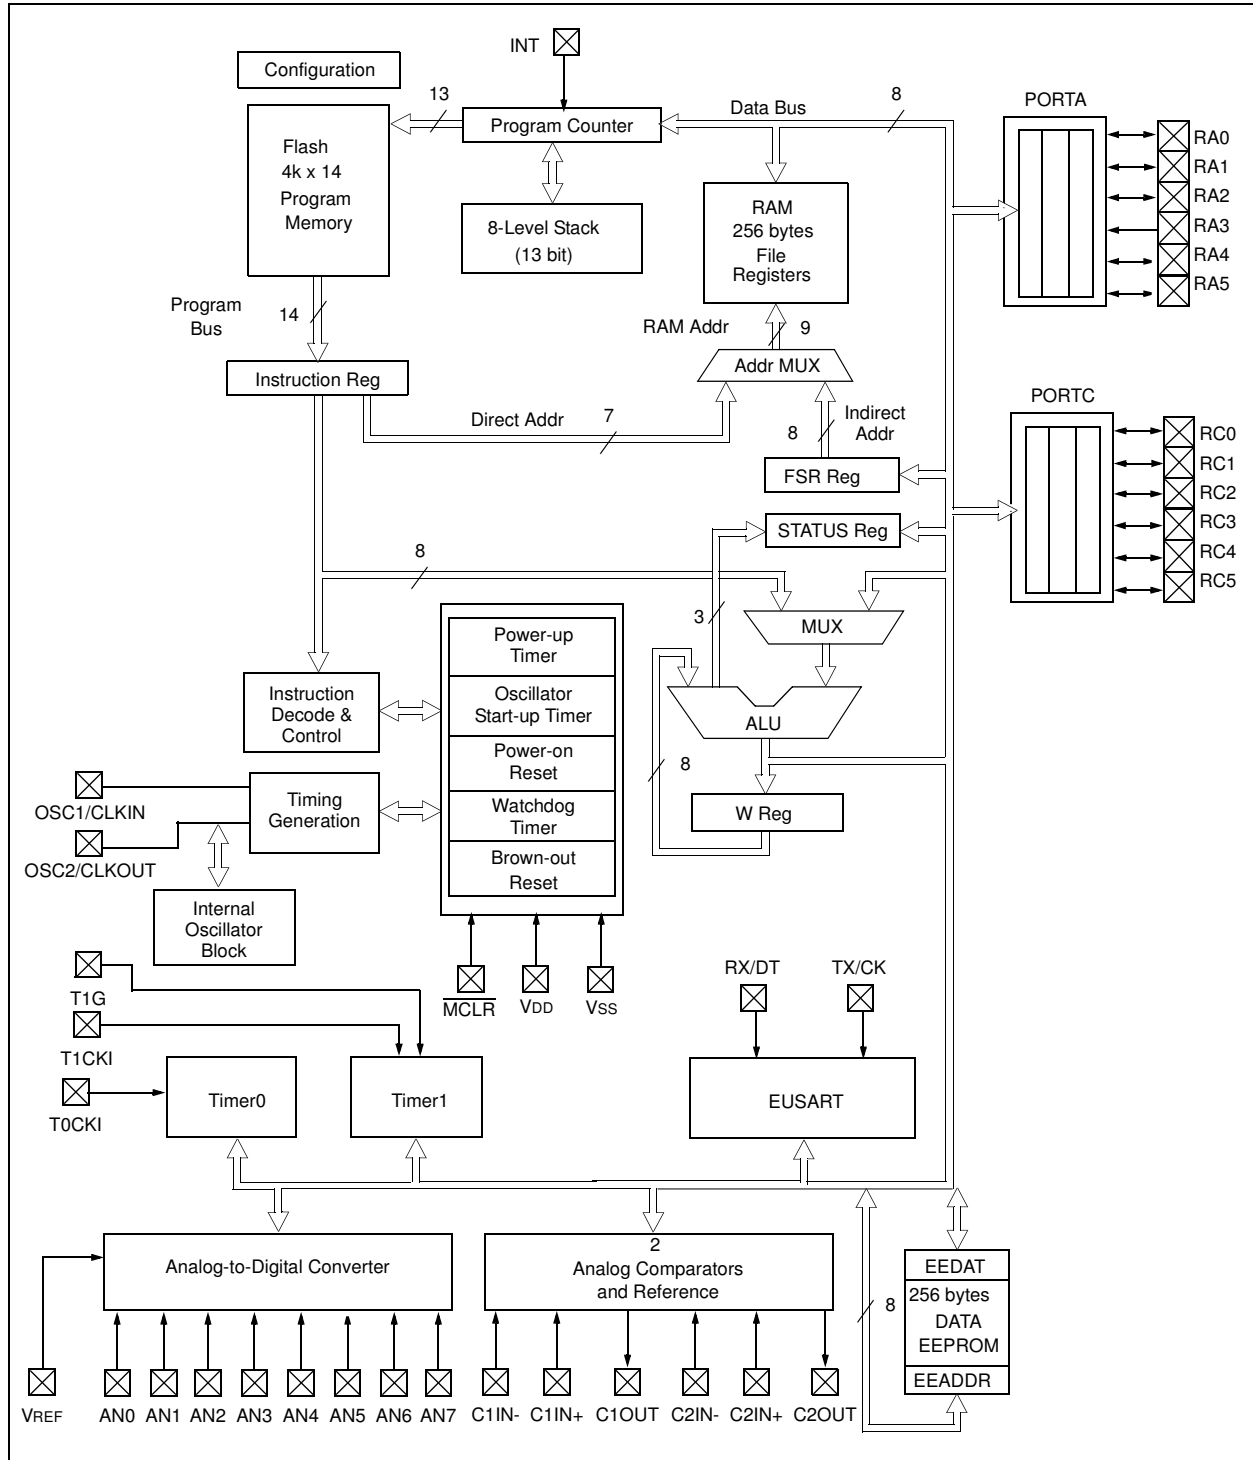 INT
Configuration
13
Program Counter
Data Bus
8
PORTA
Flash
4k x 14
Program
Memory
8-Level Stack
(13 bit)
RAM
256 bytes
File
Registers
RA0
RA1
RA2
RA3
RA4
RA5
Program
Bus
14
RAM Addr
9
Addr MUX
Instruction Reg
Direct Addr
7
8
Indirect
Addr
FSR Reg
STATUS Reg
PORTC
RC0
RC1
RC2
RC3
RC4
RC5
8
3
MUX
Power-up
Timer
Oscillator
Start-up Timer
Power-on
Reset
Watchdog
Timer
Brown-out
Reset
Instruction
Decode &
Control
ALU
8
W Reg
OSC1/CLKIN
Timing
Generation
OSC2/CLKOUT
Internal
Oscillator
Block
MCLR
VDD
VSS
RX/DT
TX/CK
T1G
T1CKI
T0CKI
Timer0
Timer1
EUSART
Analog-to-Digital Converter
2
Analog Comparators
and Reference
8
EEDAT
256 bytes
DATA
EEPROM
EEADDR
VREF
AN0
AN1
AN2
AN3
AN4
AN5
AN6
AN7
C1IN-
C1IN+
C1OUT
C2IN-
C2IN+
C2OUT